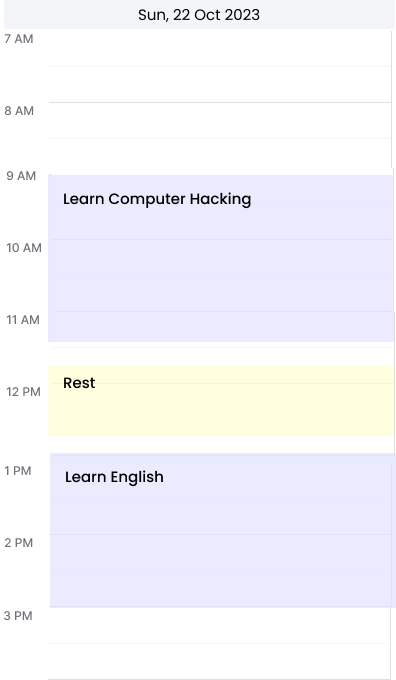 Sun, 22 Oct 2023
7 AM
8 AM
9 AM
Learn Computer Hacking
10 AM
11 AM
Rest
12 PM
1 PM
Learn English
2 PM
3 PM